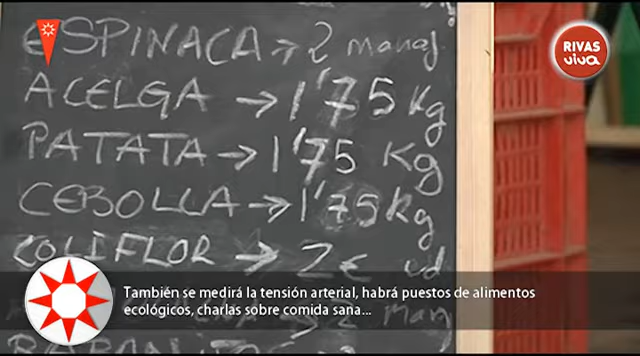 ESPINACA → 2 manoj
RIVAS
viva
ACELGA → 1'75 Kg
PATATA → 1'75 Kg
CEBOLLA → 1'75 Kg
COLIFLOR → 2 € ud
También se medirá la tensión arterial, habrá puestos de alimentos
ecológicos, charlas sobre comida sana...